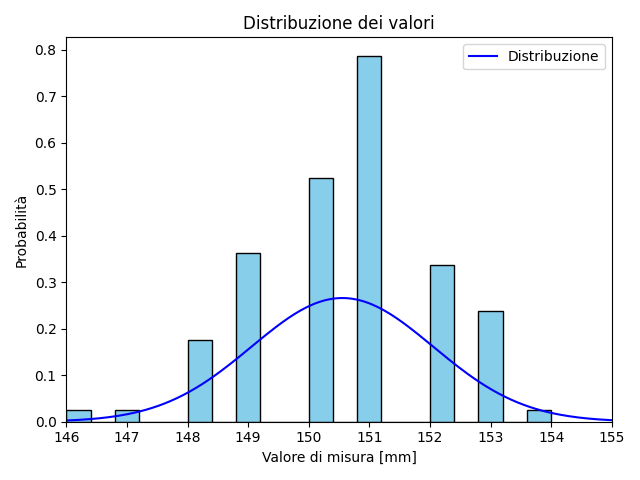 Distribuzione dei valori
Distribuzione
0.8
0.7
0.6
0.5
0.4
0.3
0.2
0.1
0.0
Probabilità
146 147 148 149 150 151 152 153 154 155
Valore di misura [mm]